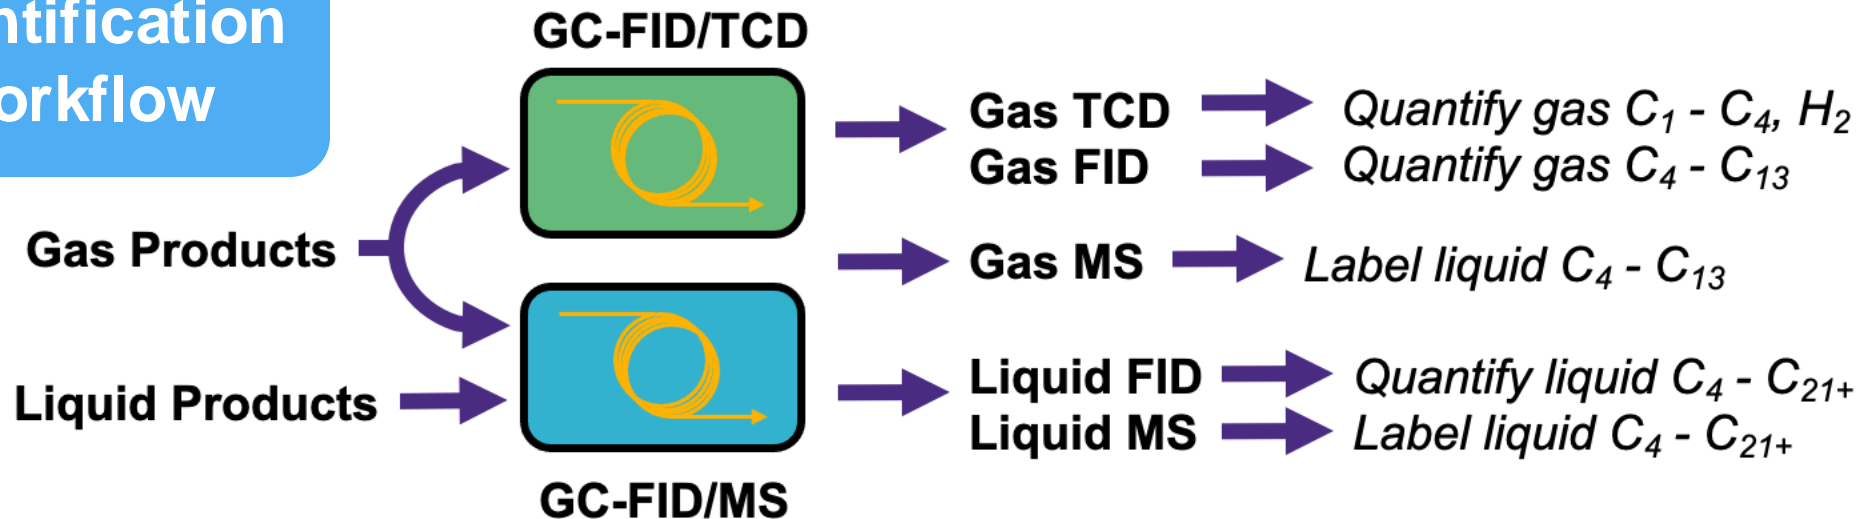 GC-FID/TCD
Gas Products
Liquid Products
GC-FID/MS
Gas TCD
Quantify gas C₁ - C₄, H₂
Gas FID
Quantify gas C₄ - C₁₃
Gas MS
Label liquid C₄ - C₁₃
Liquid FID
Quantify liquid C₄ - C₂₁₊
Liquid MS
Label liquid C₄ - C₂₁₊